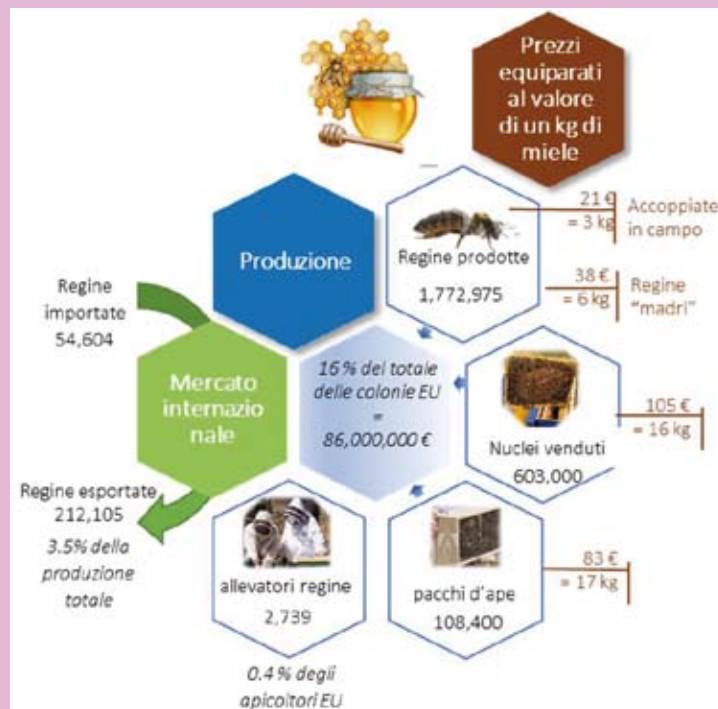 Prezzi
equiparati
al valore
di un kg di
miele
Produzione
Regine prodotte
1,772,975
21 €
= 3 kg
Accoppiate
in campo
38 €
= 6 kg
Regine
"madri"
Regine
importate
54,604
Mercato
internazio
nale
16 % del totale
delle colonie EU
=
86,000,000 €
Nuclei venduti
603,000
105 €
= 16 kg
Regine esportate
212,105
3.5% della
produzione
totale
allevatori regine
2,739
pacchi d'ape
108,400
83 €
= 17 kg
0.4 % degli
apicoltori EU